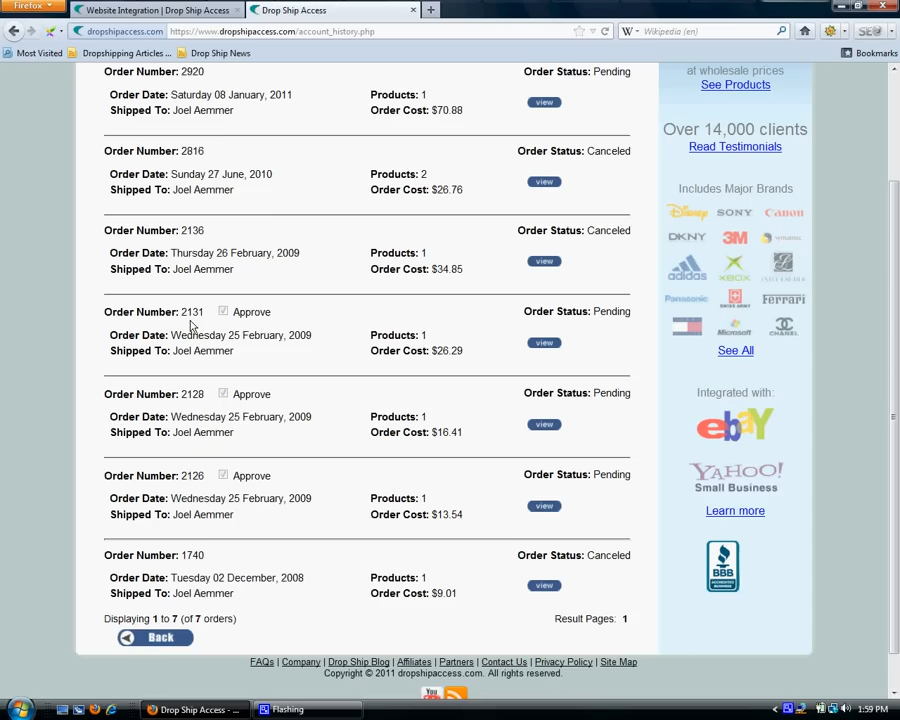 Firefox
Website Integration | Dropship Access
Drop Ship Access
dropshipaccess.com
https://www.dropshipaccess.com/account_history.php
Wikipedia (en)
Most Visited
Dropshipping Articles ...
Drop Ship News
Bookmarks
Order Number: 2920
Order Status: Pending
Order Date: Saturday 08 January, 2011
Products: 1
view
Shipped To: Joel Aemmer
Order Cost: $70.88
Order Number: 2816
Order Status: Canceled
Order Date: Sunday 27 June, 2010
Products: 2
view
Shipped To: Joel Aemmer
Order Cost: $26.76
Order Number: 2136
Order Status: Canceled
Order Date: Thursday 26 February, 2009
Products: 1
view
Shipped To: Joel Aemmer
Order Cost: $34.85
Order Number: 2131
Approve
Order Status: Pending
Order Date: Wednesday 25 February, 2009
Products: 1
view
Shipped To: Joel Aemmer
Order Cost: $26.29
Order Number: 2128
Approve
Order Status: Pending
Order Date: Wednesday 25 February, 2009
Products: 1
view
Shipped To: Joel Aemmer
Order Cost: $16.41
Order Number: 2126
Approve
Order Status: Pending
Order Date: Wednesday 25 February, 2009
Products: 1
view
Shipped To: Joel Aemmer
Order Cost: $13.54
Order Number: 1740
Order Status: Canceled
Order Date: Tuesday 02 December, 2008
Products: 1
view
Shipped To: Joel Aemmer
Order Cost: $9.01
Displaying 1 to 7 (of 7 orders)
Result Pages: 1
Back
at wholesale prices
See Products
Over 14,000 clients
Read Testimonials
Includes Major Brands
Disney SONY Canon
DKNY 3M
adidas XBOX
Panasonic Ferrari
Microsoft CHANEL
See All
Integrated with:
ebaY
YAHOO!
Small Business
Learn more
BBB
FAQs | Company | Drop Ship Blog | Affiliates | Partners | Contact Us | Privacy Policy | Site Map
Copyright © 2011 dropshipaccess.com. All rights reserved.
You
Drop Ship Access - ...
Flashing
1:59 PM